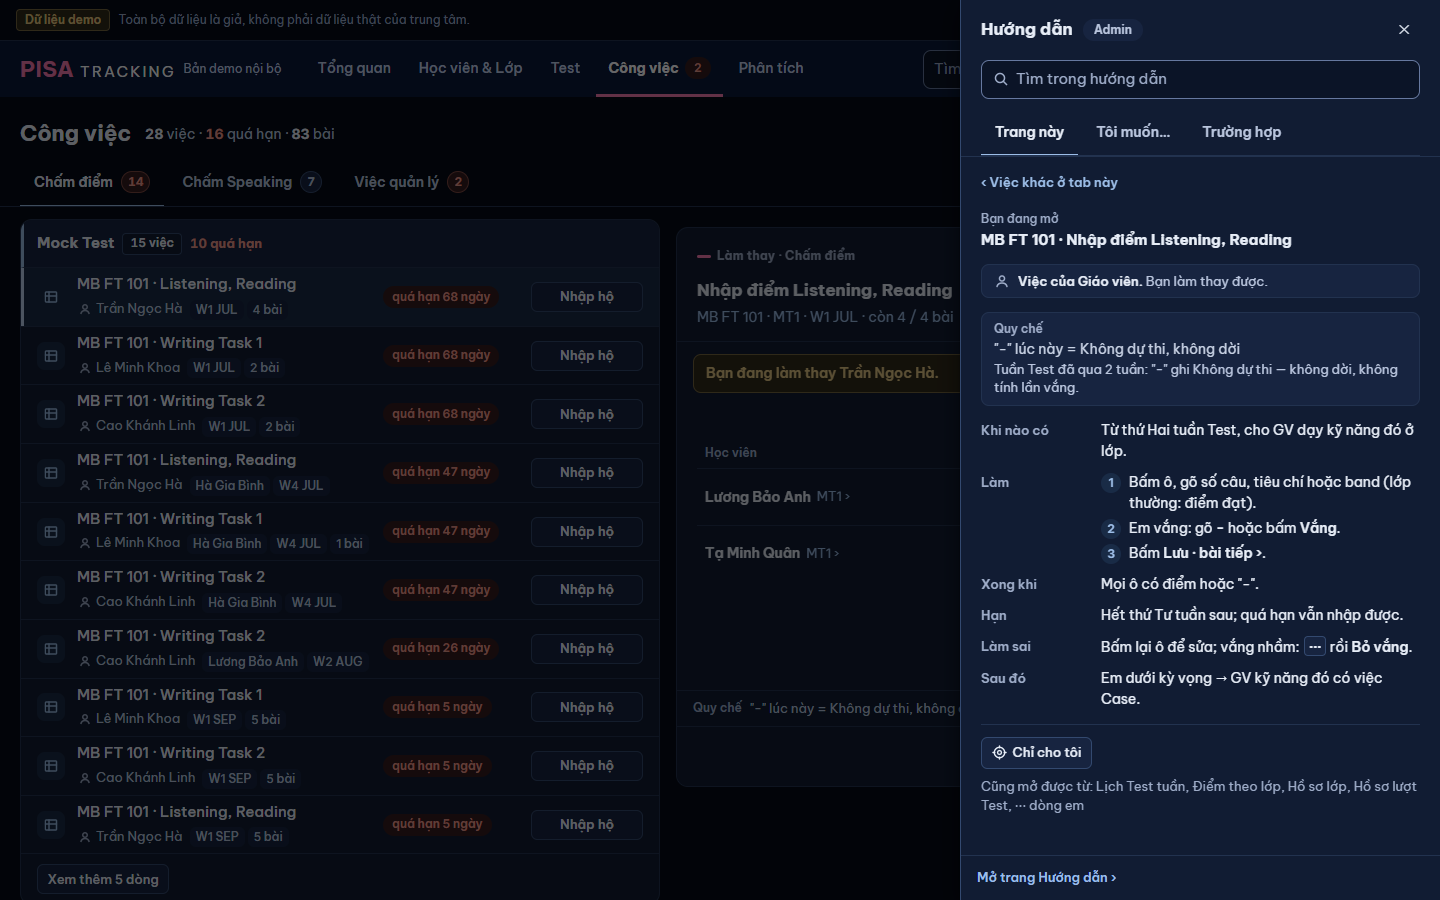 Dữ liệu demo Toàn bộ dữ liệu là giả, không phải dữ liệu thật của trung tâm.
PISA TRACKING Bản demo nội bộ Tổng quan Học viên & Lớp Test Công việc 2 Phân tích Tìm
Công việc 28 việc · 16 quá hạn · 83 bài
Chấm điểm 14 Chấm Speaking 7 Việc quản lý 2
Mock Test 15 việc 10 quá hạn
MB FT 101 · Listening, Reading
Trần Ngọc Hà W1 JUL 4 bài
quá hạn 68 ngày Nhập hộ
MB FT 101 · Writing Task 1
Lê Minh Khoa W1 JUL 2 bài
quá hạn 68 ngày Nhập hộ
MB FT 101 · Writing Task 2
Cao Khánh Linh W1 JUL 2 bài
quá hạn 68 ngày Nhập hộ
MB FT 101 · Listening, Reading
Trần Ngọc Hà Hà Gia Bình W4 JUL
quá hạn 47 ngày Nhập hộ
MB FT 101 · Writing Task 1
Lê Minh Khoa Hà Gia Bình W4 JUL 1 bài
quá hạn 47 ngày Nhập hộ
MB FT 101 · Writing Task 2
Cao Khánh Linh Hà Gia Bình W4 JUL
quá hạn 47 ngày Nhập hộ
MB FT 101 · Writing Task 2
Cao Khánh Linh Lương Bảo Anh W2 AUG
quá hạn 26 ngày Nhập hộ
MB FT 101 · Writing Task 1
Lê Minh Khoa W1 SEP 5 bài
quá hạn 5 ngày Nhập hộ
MB FT 101 · Writing Task 2
Cao Khánh Linh W1 SEP 5 bài
quá hạn 5 ngày Nhập hộ
MB FT 101 · Listening, Reading
Trần Ngọc Hà W1 SEP 5 bài
quá hạn 5 ngày Nhập hộ
Xem thêm 5 dòng
Làm thay · Chấm điểm
Nhập điểm Listening, Reading
MB FT 101 · MT1 · W1 JUL · còn 4 / 4 bài
Bạn đang làm thay Trần Ngọc Hà.
Học viên
Lương Bảo Anh MT1 ›
Tạ Minh Quân MT1 ›
Quy chế "-" lúc này = Không dự thi, không
Hướng dẫn Admin
Tìm trong hướng dẫn
Trang này Tôi muốn... Trường hợp
‹ Việc khác ở tab này
Bạn đang mở
MB FT 101 · Nhập điểm Listening, Reading
Việc của Giáo viên. Bạn làm thay được.
Quy chế
"-" lúc này = Không dự thi, không dời
Tuần Test đã qua 2 tuần: "-" ghi Không dự thi — không dời, không
tính lần vắng.
Khi nào có Từ thứ Hai tuần Test, cho GV dạy kỹ năng đó ở
lớp.
Làm 1 Bấm ô, gõ số câu, tiêu chí hoặc band (lớp
thường: điểm đạt).
2 Em vắng: gõ - hoặc bấm Vắng.
3 Bấm Lưu · bài tiếp ›.
Xong khi Mọi ô có điểm hoặc "-".
Hạn Hết thứ Tư tuần sau; quá hạn vẫn nhập được.
Làm sai Bấm lại ô để sửa; vắng nhầm: ··· rồi Bỏ vắng.
Sau đó Em dưới kỳ vọng → GV kỹ năng đó có việc
Case.
Chỉ cho tôi
Cũng mở được từ: Lịch Test tuần, Điểm theo lớp, Hồ sơ lớp, Hồ sơ lượt
Test, ··· dòng em
Mở trang Hướng dẫn ›